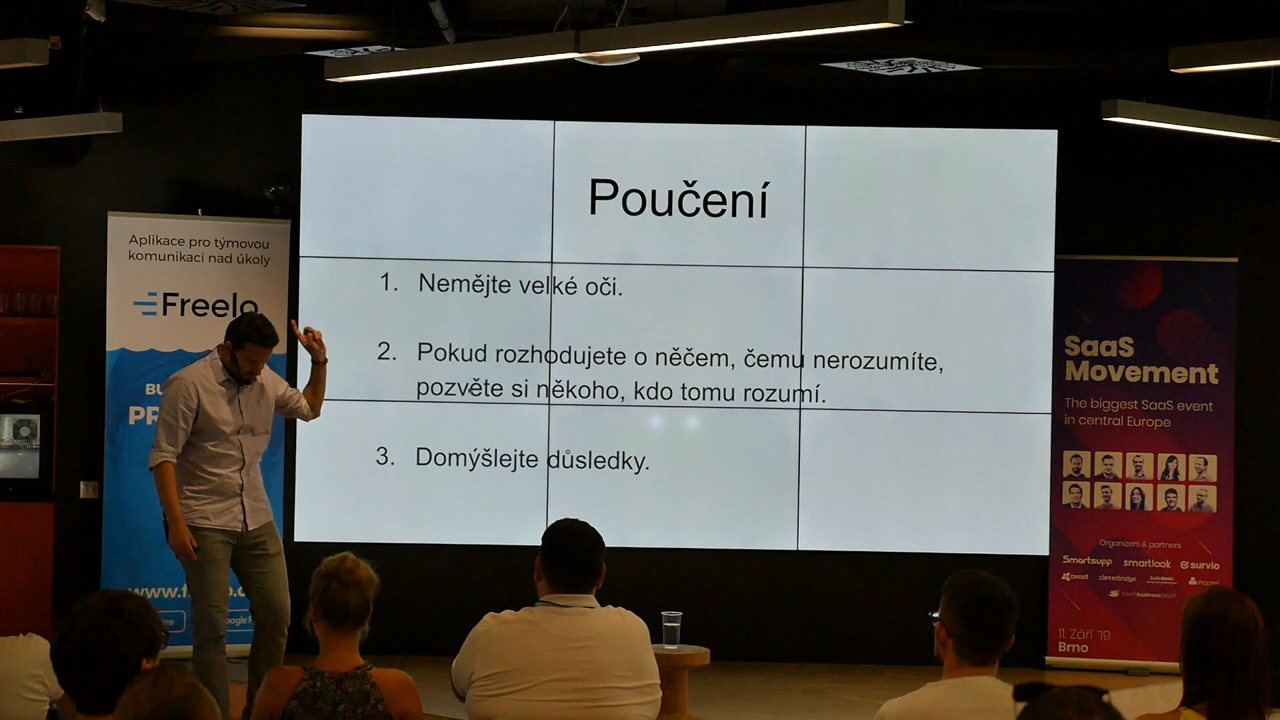 Poučení
1. Nemějte velké oči.
2. Pokud rozhodujete o něčem, čemu nerozumíte,
pozvěte si někoho, kdo tomu rozumí.
3. Domýšlejte důsledky.
Aplikace pro týmovou
komunikaci nad úkoly
Freelo
SaaS
Movement
The biggest SaaS event
in central Europe
Organizers & partners
Smartsupp smartlook survio
avast cleverbridge
11. Září '19
Brno